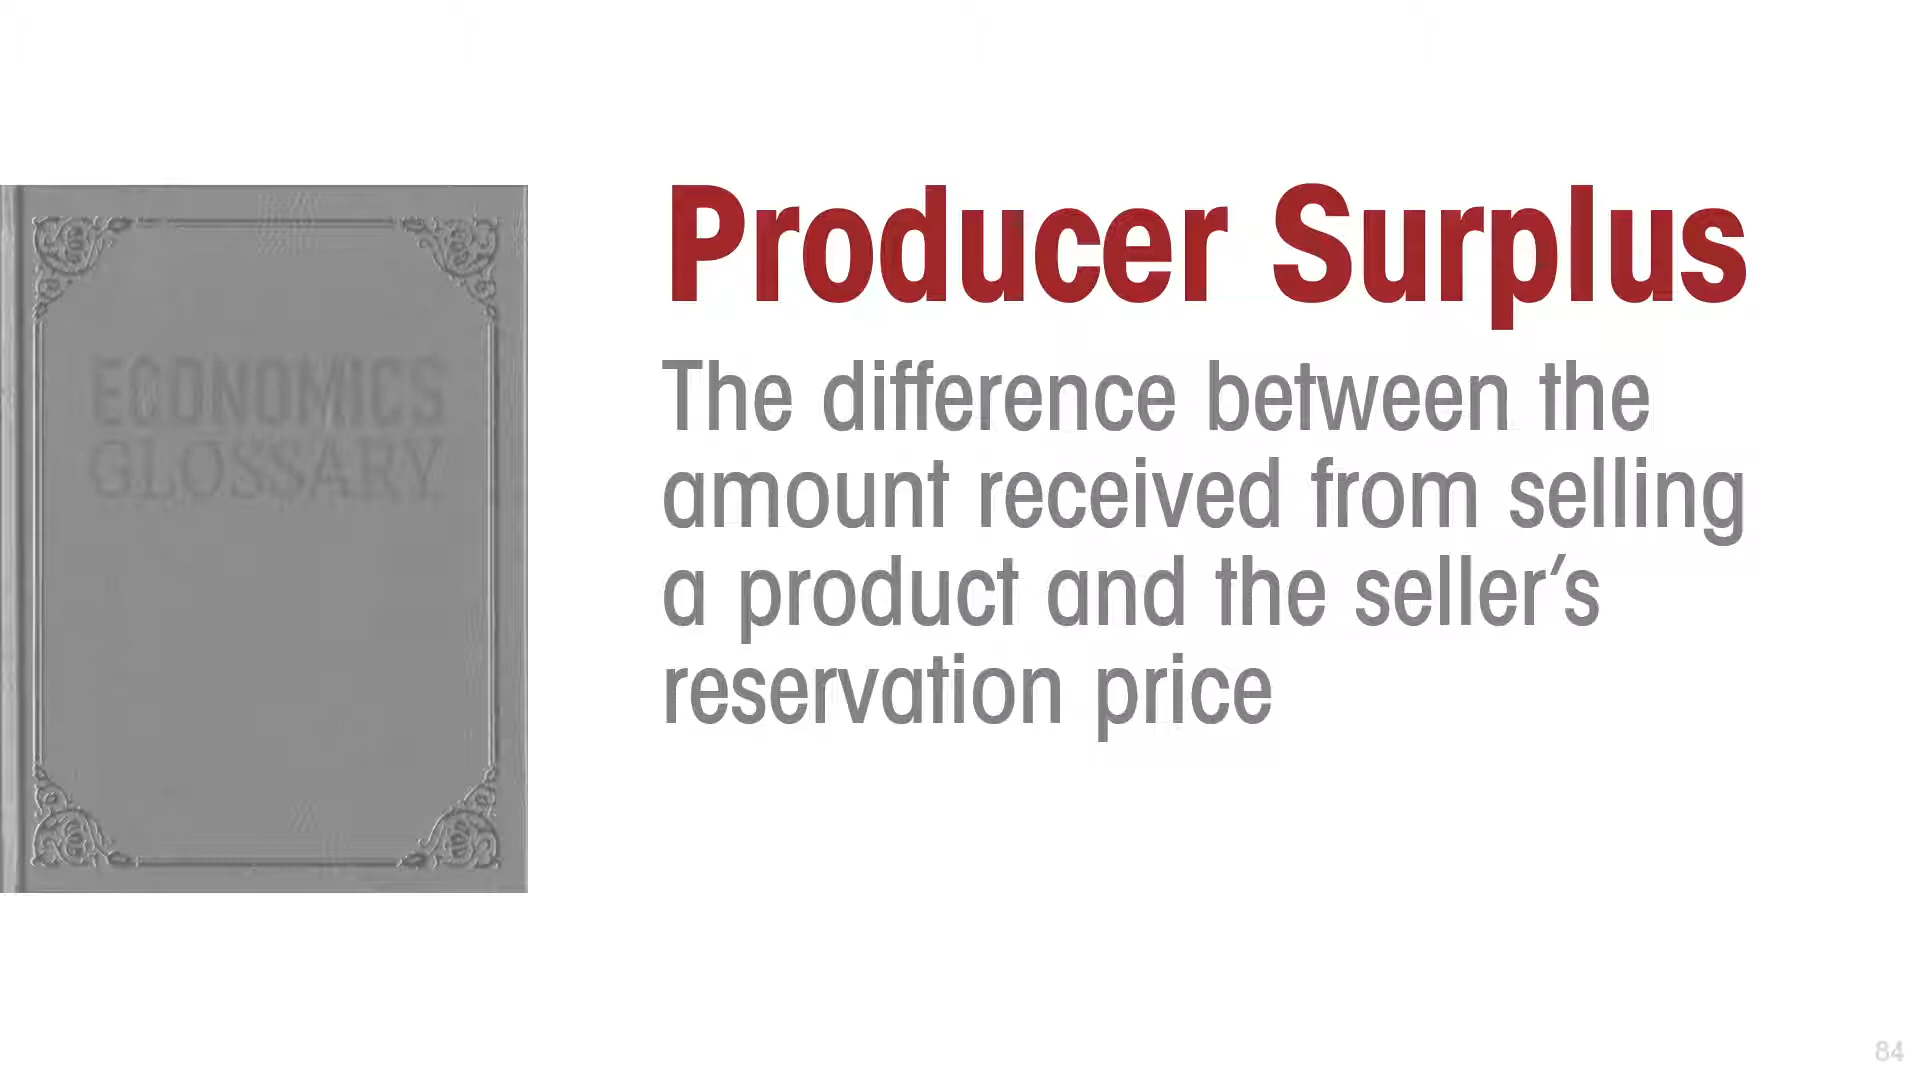 ECONOMICS
GLOSSARY
Producer Surplus
The difference between the
amount received from selling
a product and the seller’s
reservation price
84